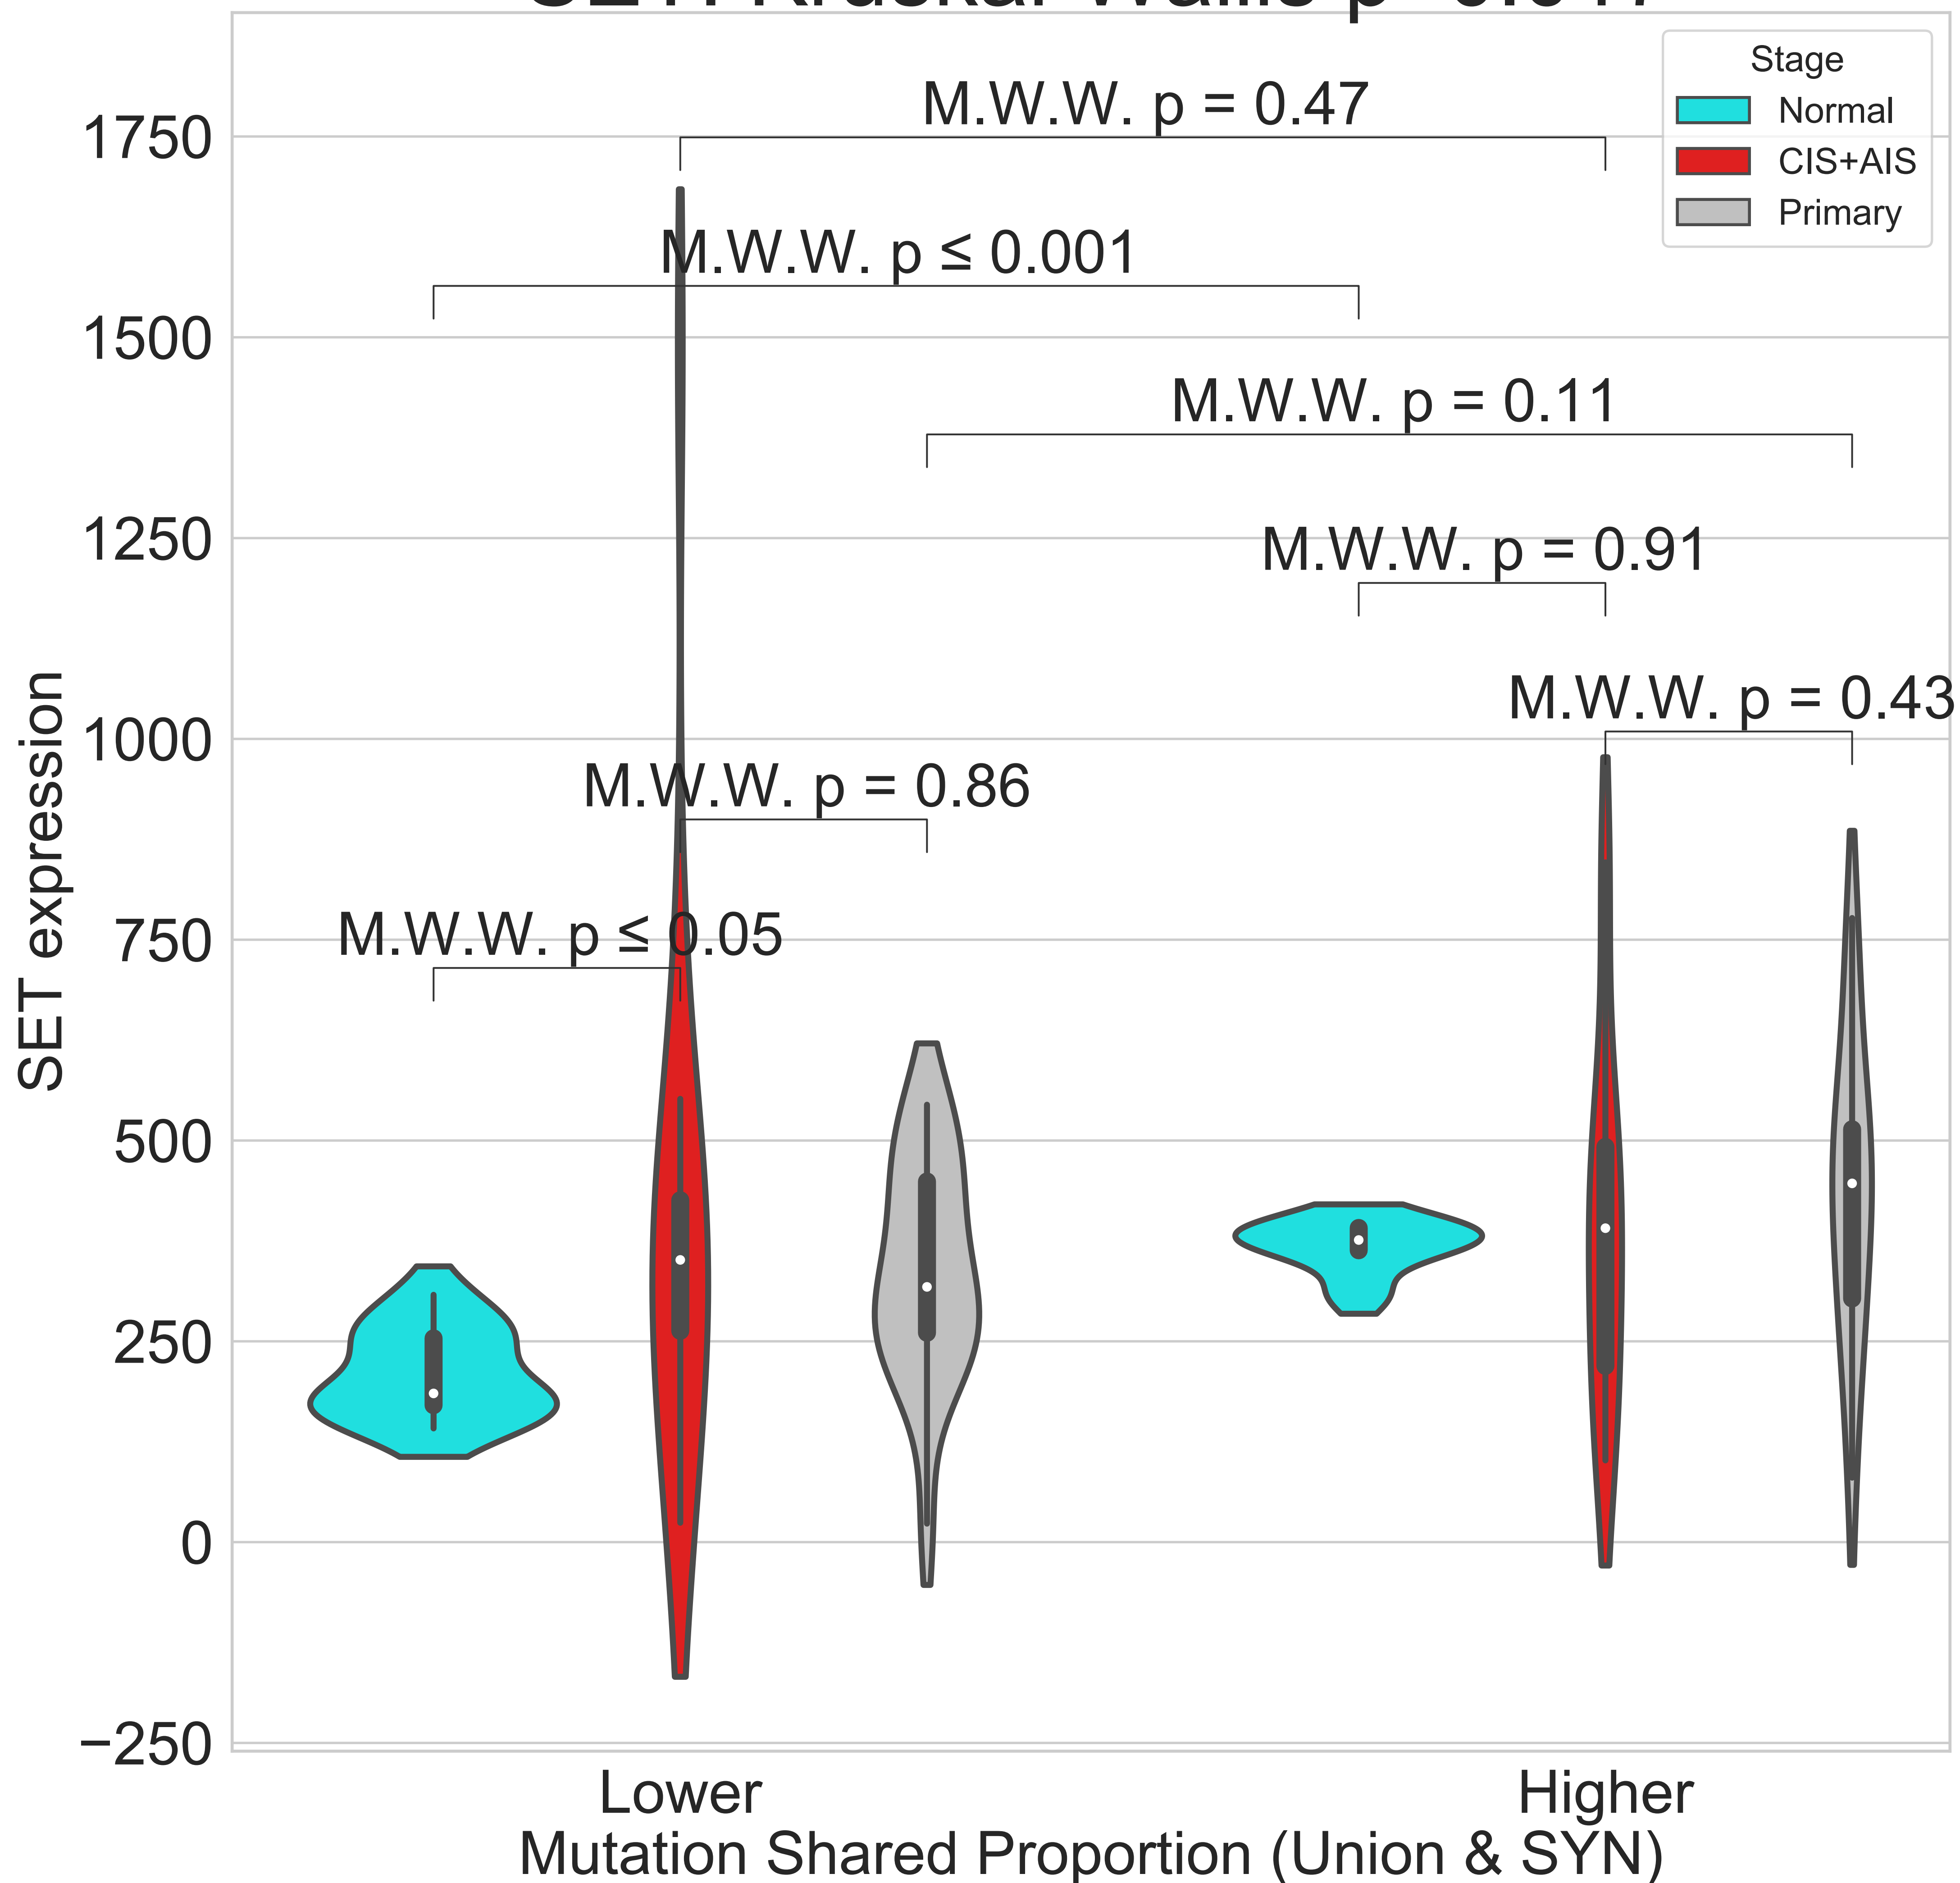 Stage
Normal
CIS+AIS
Primary
M.W.W. p = 0.47
M.W.W. p ≤ 0.001
M.W.W. p = 0.11
M.W.W. p = 0.91
M.W.W. p = 0.43
M.W.W. p = 0.86
M.W.W. p ≤ 0.05
1750
1500
1250
1000
750
500
250
0
−250
SET expression
Lower
Higher
Mutation Shared Proportion (Union & SYN)